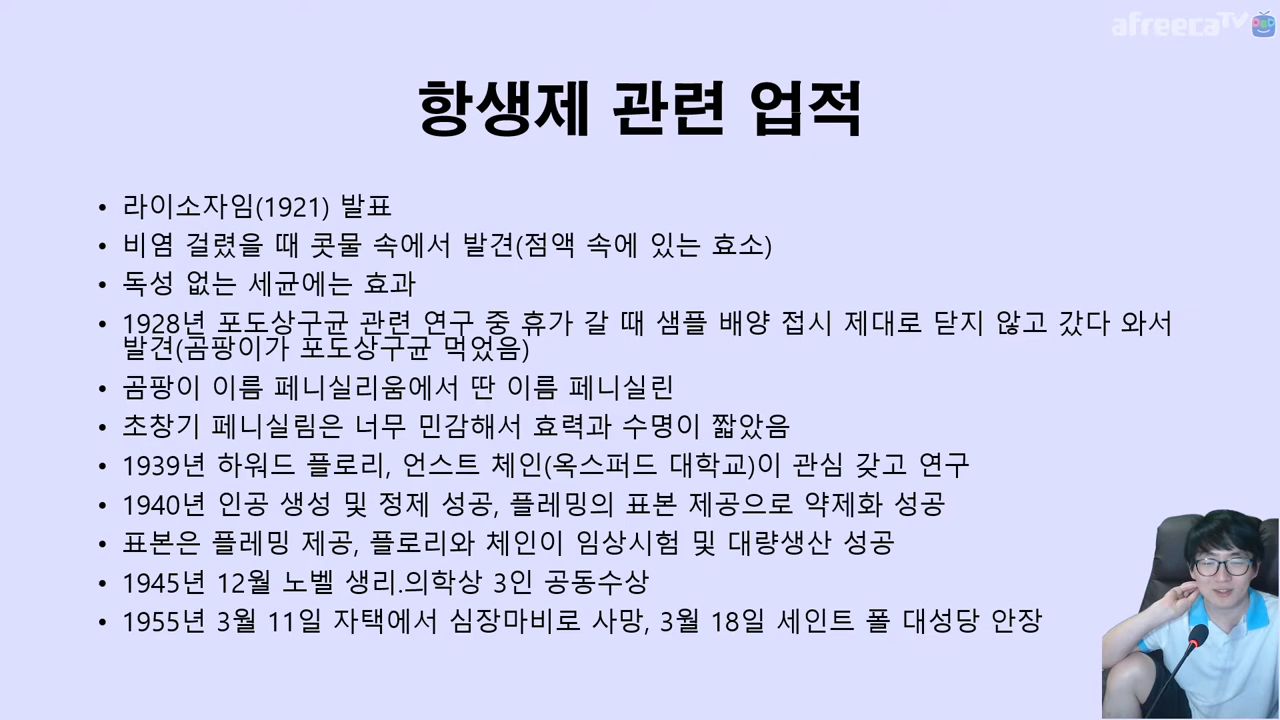 afreecaTV
항생제 관련 업적
• 라이소자임(1921) 발표
• 비염 걸렸을 때 콧물 속에서 발견(점액 속에 있는 효소)
• 독성 없는 세균에는 효과
• 1928년 포도상구균 관련 연구 중 휴가 갈 때 샘플 배양 접시 제대로 닫지 않고 갔다 와서
발견(곰팡이가 포도상구균 먹었음)
• 곰팡이 이름 페니실리움에서 딴 이름 페니실린
• 초창기 페니실림은 너무 민감해서 효력과 수명이 짧았음
• 1939년 하워드 플로리, 언스트 체인(옥스퍼드 대학교)이 관심 갖고 연구
• 1940년 인공 생성 및 정제 성공, 플레밍의 표본 제공으로 약제화 성공
• 표본은 플레밍 제공, 플로리와 체인이 임상시험 및 대량생산 성공
• 1945년 12월 노벨 생리.의학상 3인 공동수상
• 1955년 3월 11일 자택에서 심장마비로 사망, 3월 18일 세인트 폴 대성당 안장